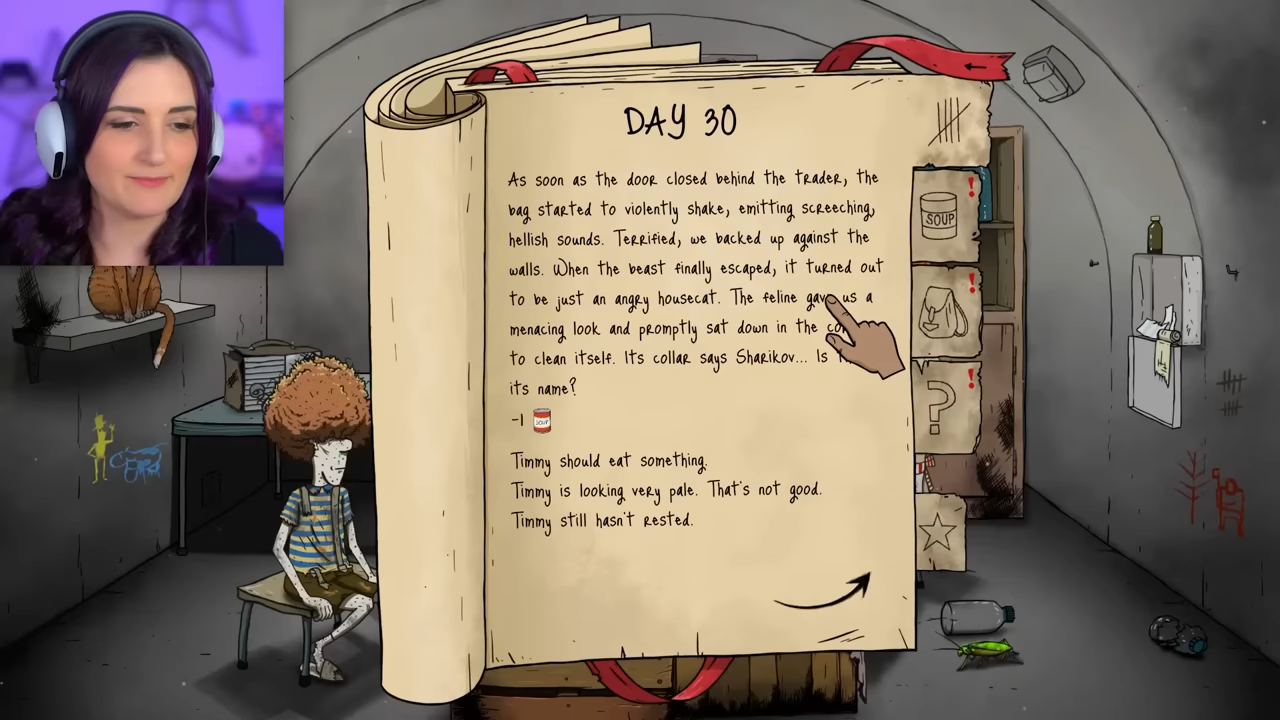 DAY 30
As soon as the door closed behind the trader, the
bag started to violently shake, emitting screeching,
hellish sounds. Terrified, we backed up against the
walls. When the beast finally escaped, it turned out
to be just an angry housecat. The feline gave us a
menacing look and promptly sat down in the
to clean itself. Its collar says Sharikov... Is
its name?
-1 SOUP
Timmy should eat something.
Timmy is looking very pale. That's not good.
Timmy still hasn't rested.
SOUP
!
!
?
!